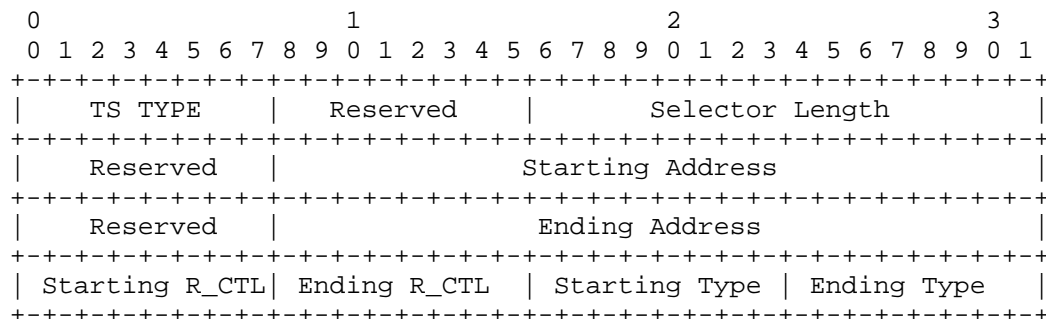 0                   1                   2                   3
 0 1 2 3 4 5 6 7 8 9 0 1 2 3 4 5 6 7 8 9 0 1 2 3 4 5 6 7 8 9 0 1
+-+-+-+-+-+-+-+-+-+-+-+-+-+-+-+-+-+-+-+-+-+-+-+-+-+-+-+-+-+-+-+-+
|    TS TYPE    |   Reserved    |       Selector Length         |
+-+-+-+-+-+-+-+-+-+-+-+-+-+-+-+-+-+-+-+-+-+-+-+-+-+-+-+-+-+-+-+-+
|    Reserved   |               Starting Address                |
+-+-+-+-+-+-+-+-+-+-+-+-+-+-+-+-+-+-+-+-+-+-+-+-+-+-+-+-+-+-+-+-+
|    Reserved   |                Ending Address                 |
+-+-+-+-+-+-+-+-+-+-+-+-+-+-+-+-+-+-+-+-+-+-+-+-+-+-+-+-+-+-+-+-+
| Starting R_CTL| Ending R_CTL  | Starting Type | Ending Type   |
+-+-+-+-+-+-+-+-+-+-+-+-+-+-+-+-+-+-+-+-+-+-+-+-+-+-+-+-+-+-+-+-+